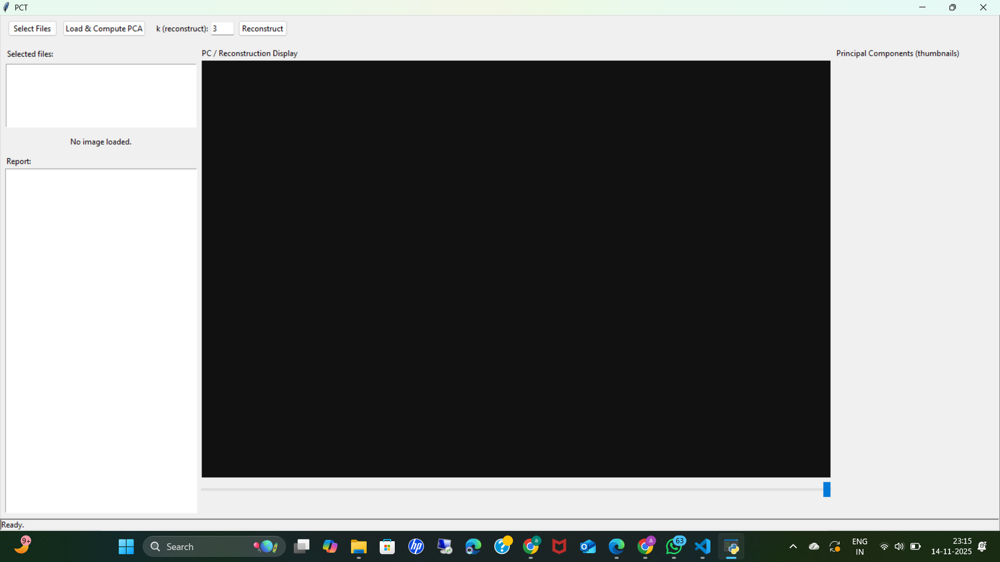 PCT
Select Files
Load & Compute PCA
k (reconstruct): 3
Reconstruct
Selected files:
PC / Reconstruction Display
Principal Components (thumbnails)
No image loaded.
Report:
Ready.
9+
Search
hp
?
a
A
63
ENG
IN
23:15
14-11-2025